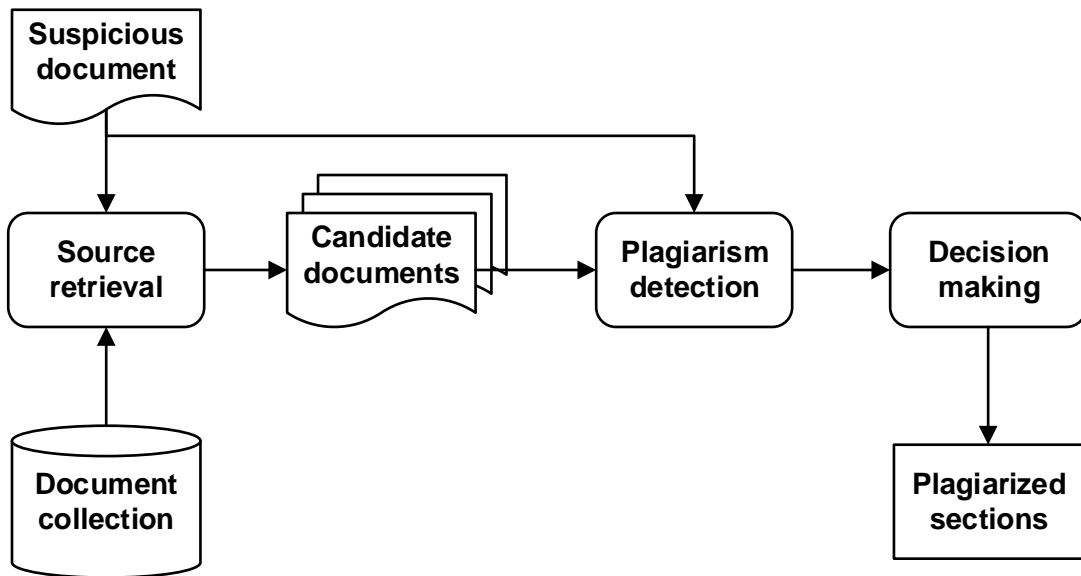 Suspicious
document
Source
retrieval
Candidate
documents
Plagiarism
detection
Decision
making
Document
collection
Plagiarized
sections